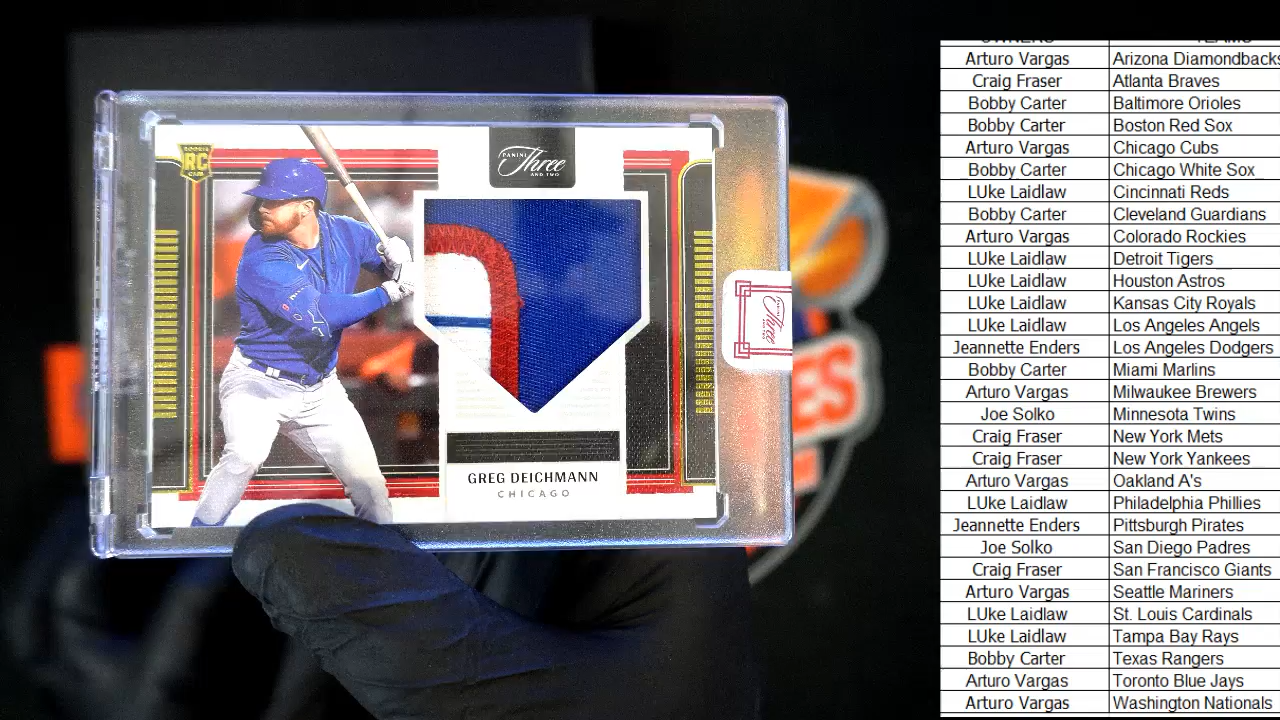 ROOKIE
RC
CARD
PANINI
Three
AND TWO
GREG DEICHMANN
CHICAGO
Three
OWNERS TEAMS
Arturo Vargas Arizona Diamondbacks
Craig Fraser Atlanta Braves
Bobby Carter Baltimore Orioles
Bobby Carter Boston Red Sox
Arturo Vargas Chicago Cubs
Bobby Carter Chicago White Sox
LUke Laidlaw Cincinnati Reds
Bobby Carter Cleveland Guardians
Arturo Vargas Colorado Rockies
LUke Laidlaw Detroit Tigers
LUke Laidlaw Houston Astros
LUke Laidlaw Kansas City Royals
LUke Laidlaw Los Angeles Angels
Jeannette Enders Los Angeles Dodgers
Bobby Carter Miami Marlins
Arturo Vargas Milwaukee Brewers
Joe Solko Minnesota Twins
Craig Fraser New York Mets
Craig Fraser New York Yankees
Arturo Vargas Oakland A's
LUke Laidlaw Philadelphia Phillies
Jeannette Enders Pittsburgh Pirates
Joe Solko San Diego Padres
Craig Fraser San Francisco Giants
Arturo Vargas Seattle Mariners
LUke Laidlaw St. Louis Cardinals
LUke Laidlaw Tampa Bay Rays
Bobby Carter Texas Rangers
Arturo Vargas Toronto Blue Jays
Arturo Vargas Washington Nationals